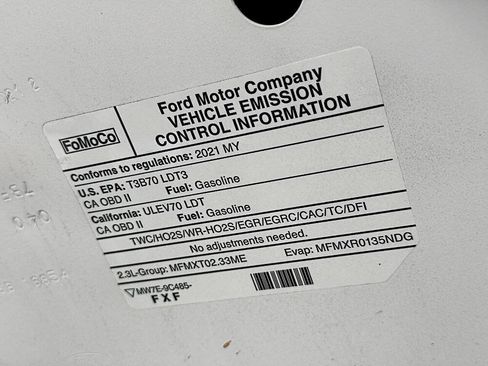 FoMoCo
Ford Motor Company
VEHICLE EMISSION
CONTROL INFORMATION
Conforms to regulations: 2021 MY
U.S. EPA: T3B70 LDT3
CA OBD II Fuel: Gasoline
California: ULEV70 LDT
CA OBD II Fuel: Gasoline
TWC/HO2S/WR-HO2S/EGR/EGRC/CAC/TC/DFI
No adjustments needed.
2.3L-Group: MFMXT02.33ME Evap: MFMXR0135NDG
MW7E-9C485-
FXF